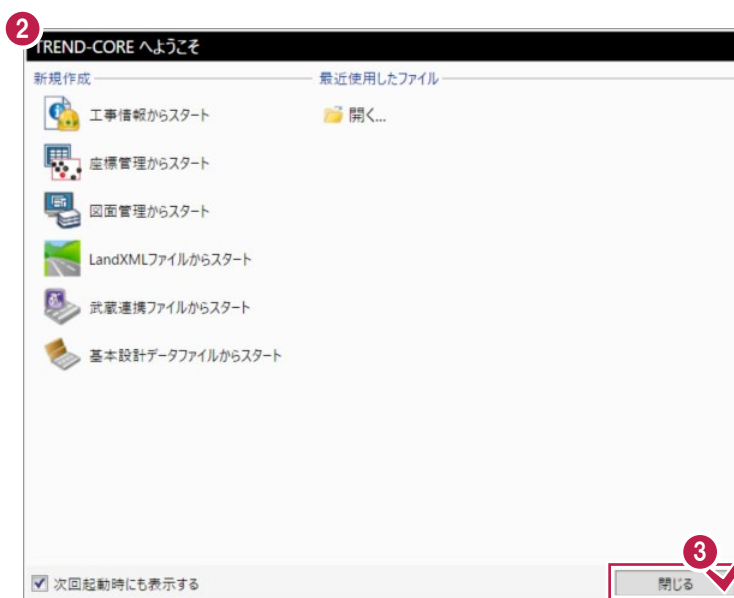 2
TREND-CORE へようこそ
新規作成
最近使用したファイル
工事情報からスタート
開く...
座標管理からスタート
図面管理からスタート
LandXMLファイルからスタート
武蔵連携ファイルからスタート
基本設計データファイルからスタート
3
次回起動時にも表示する
閉じる